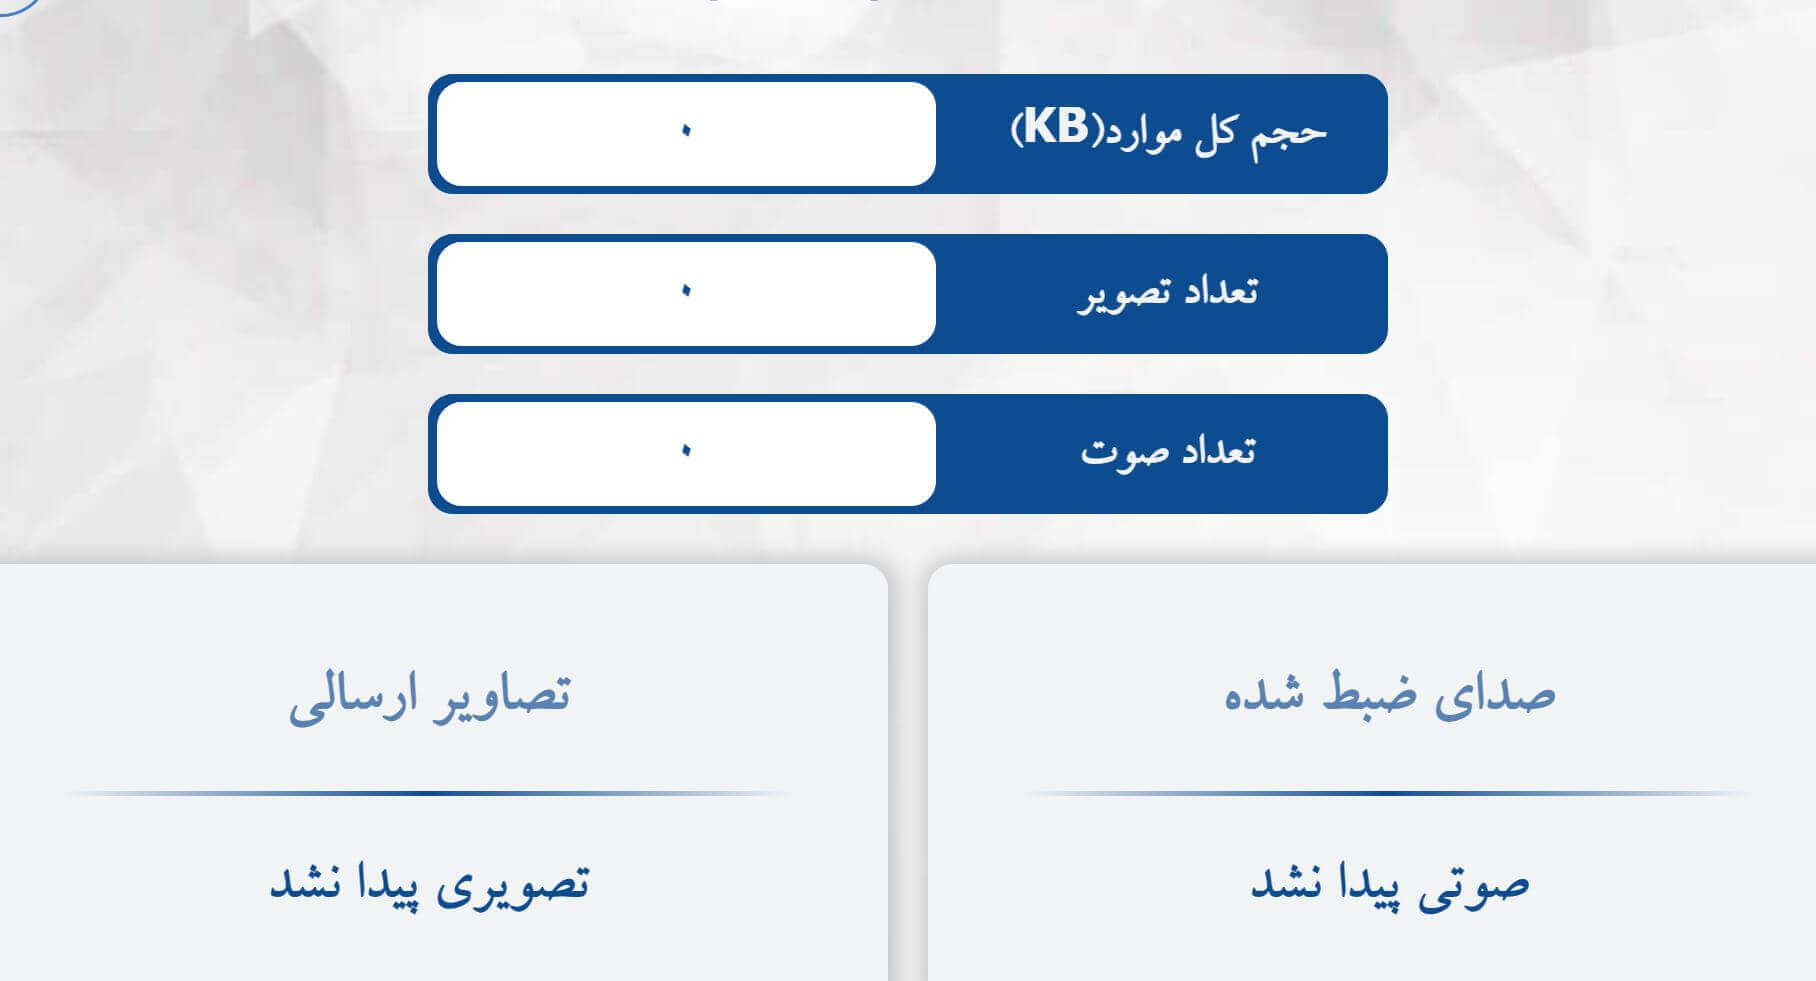 حجم کل موارد(KB)
۰
تعداد تصویر
۰
تعداد صوت
۰
صدای ضبط شده
صوتی پیدا نشد
تصاویر ارسالی
تصویری پیدا نشد